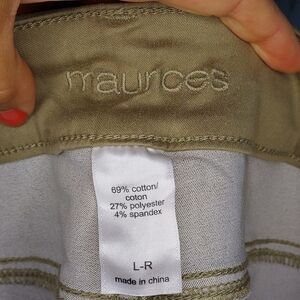 maurices
69% cotton/
coton
27% polyester
4% spandex
L-R
made in china